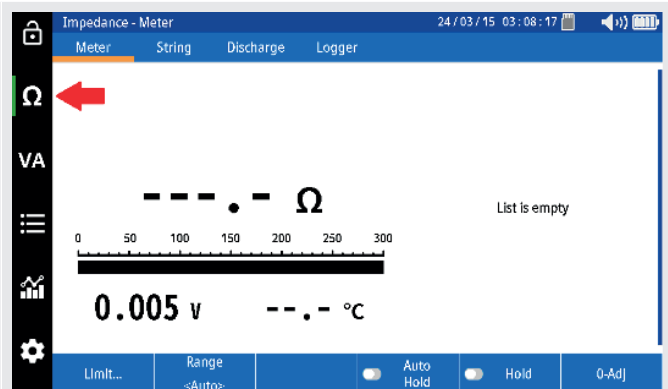 Impedance - Meter 24/03/15 03:08:17
Meter String Discharge Logger
Ω
VA
---.- Ω
List is empty
0 50 100 150 200 250 300
0.005 V --.- °C
Limit... Range <Auto> Auto Hold Hold 0-Adj